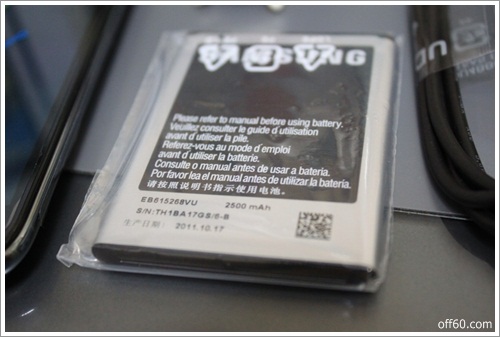 SAMSUNG
Please refer to manual before using battery.
Veuillez consulter le guide d'utilisation
avant d'utiliser la pile.
Referez-vous au mode d'emploi
avant d'utiliser la batterie.
Consulte o manual antes de usar a bateria.
Por favor lea el manual antes de utilizar la batería.
请按照说明书指示使用电池.
EB615268VU 2500 mAh
S/N:TH1BA17GS/6-B
生产日期: 2011.10.17
off60.com